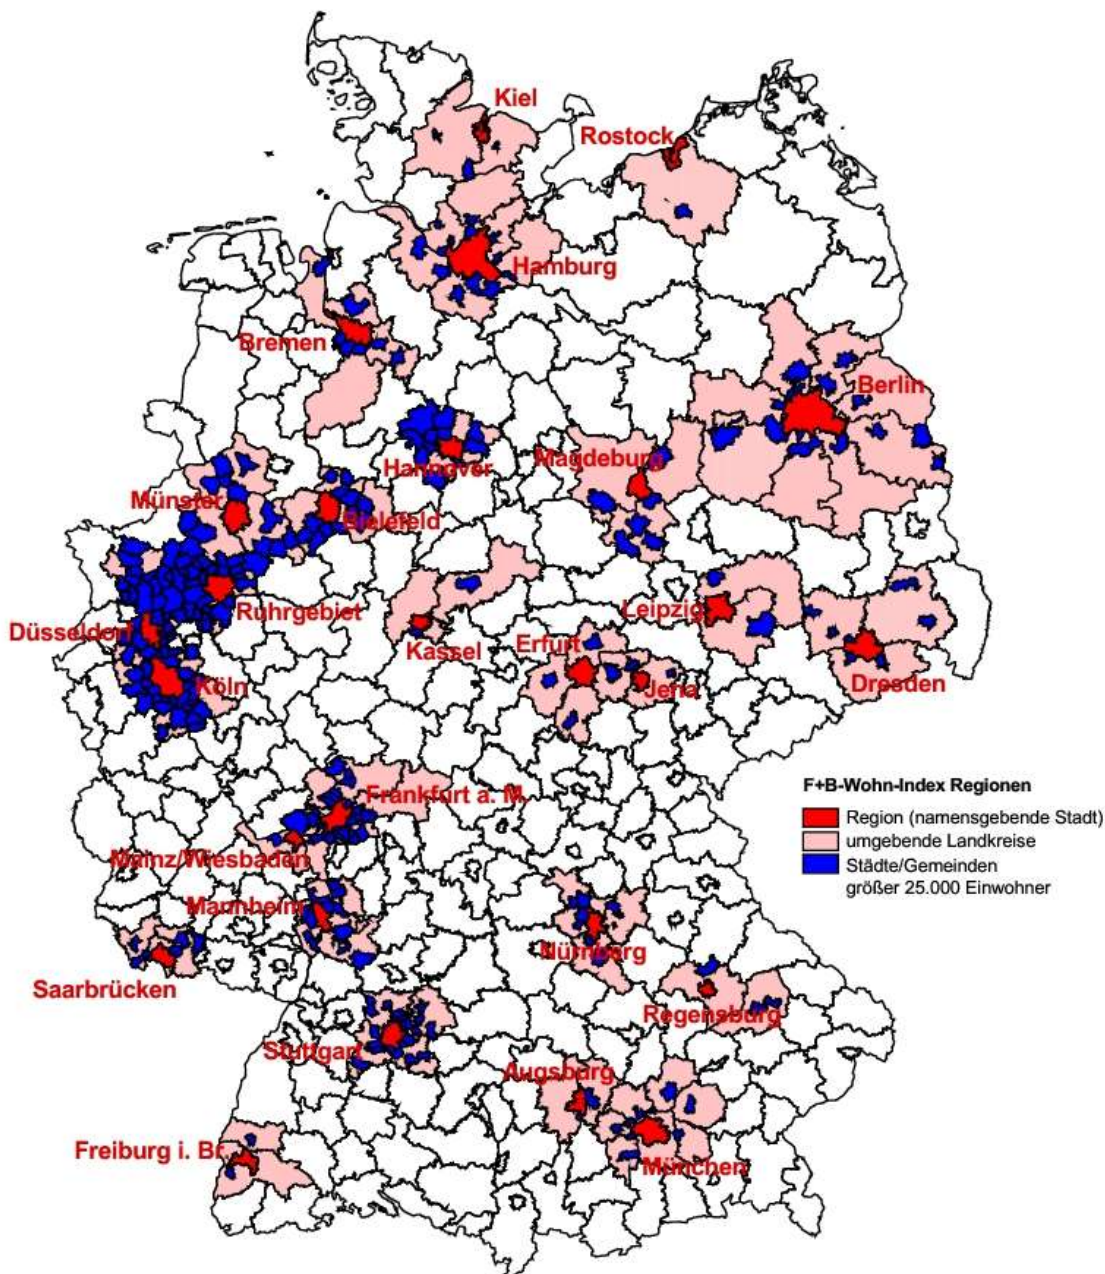 Kiel
Rostock
Hamburg
Bremen
Berlin
Hannover
Magdeburg
Münster
Bielefeld
Ruhrgebiet
Leipzig
Düsseldorf
Kassel
Erfurt
Köln
Jena
Dresden
Frankfurt a. M.
Mainz/Wiesbaden
Mannheim
Nürnberg
Saarbrücken
Regensburg
Stuttgart
Augsburg
Freiburg i. Br.
München
F+B-Wohn-Index Regionen
Region (namensgebende Stadt)
umgebende Landkreise
Städte/Gemeinden
größer 25.000 Einwohner